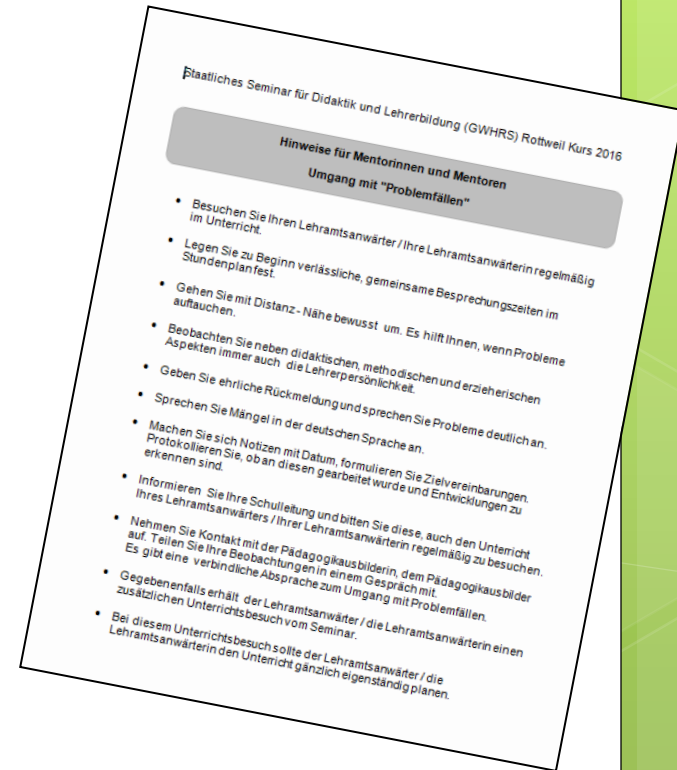 Staatliches Seminar für Didaktik und Lehrerbildung (GWHRS) Rottweil Kurs 2016
Hinweise für Mentorinnen und Mentoren
Umgang mit "Problemfällen"
• Besuchen Sie Ihren Lehramtsanwärter / Ihre Lehramtsanwärterin regelmäßig
im Unterricht.
• Legen Sie zu Beginn verlässliche, gemeinsame Besprechungszeiten im
Stundenplan fest.
• Gehen Sie mit Distanz - Nähe bewusst um. Es hilft Ihnen, wenn Probleme
auftauchen.
• Beobachten Sie neben didaktischen, methodischen und erzieherischen
Aspekten immer auch die Lehrerpersönlichkeit.
• Geben Sie ehrliche Rückmeldung und sprechen Sie Probleme deutlich an.
• Sprechen Sie Mängel in der deutschen Sprache an.
• Machen Sie sich Notizen mit Datum, formulieren Sie Zielvereinbarungen.
Protokollieren Sie, ob an diesen gearbeitet wurde und Entwicklungen zu
erkennen sind.
• Informieren Sie Ihre Schulleitung und bitten Sie diese, auch den Unterricht
Ihres Lehramtsanwärters / Ihrer Lehramtsanwärterin regelmäßig zu besuchen.
• Nehmen Sie Kontakt mit der Pädagogikausbilderin, dem Pädagogikausbilder
auf. Teilen Sie Ihre Beobachtungen in einem Gespräch mit.
Es gibt eine verbindliche Absprache zum Umgang mit Problemfällen.
• Gegebenenfalls erhält der Lehramtsanwärter / die Lehramtsanwärterin einen
zusätzlichen Unterrichtsbesuch vom Seminar.
• Bei diesem Unterrichtsbesuch sollte der Lehramtsanwärter / die
Lehramtsanwärterin den Unterricht gänzlich eigenständig planen.